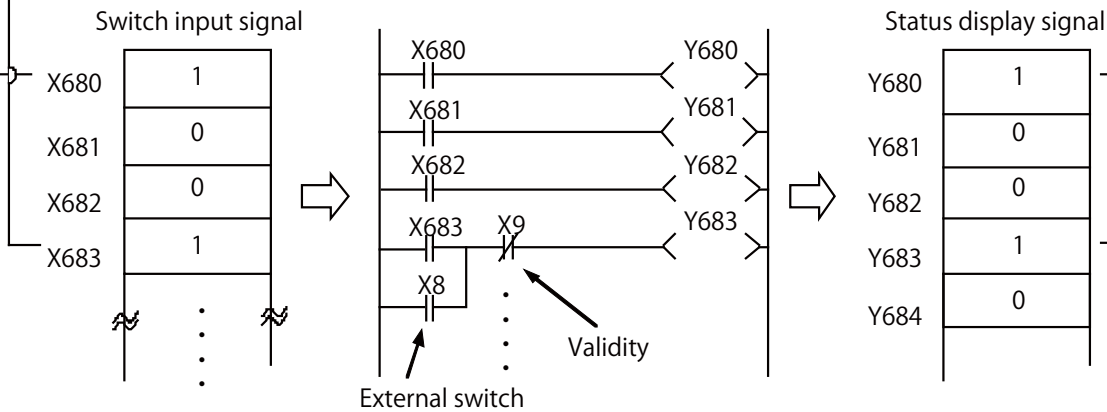 Switch input signal
X680 1
X681 0
X682 0
X683 1
X680 Y680
X681 Y681
X682 Y682
X683 X9 Y683
X8
Validity
External switch
Status display signal
Y680 1
Y681 0
Y682 0
Y683 1
Y684 0